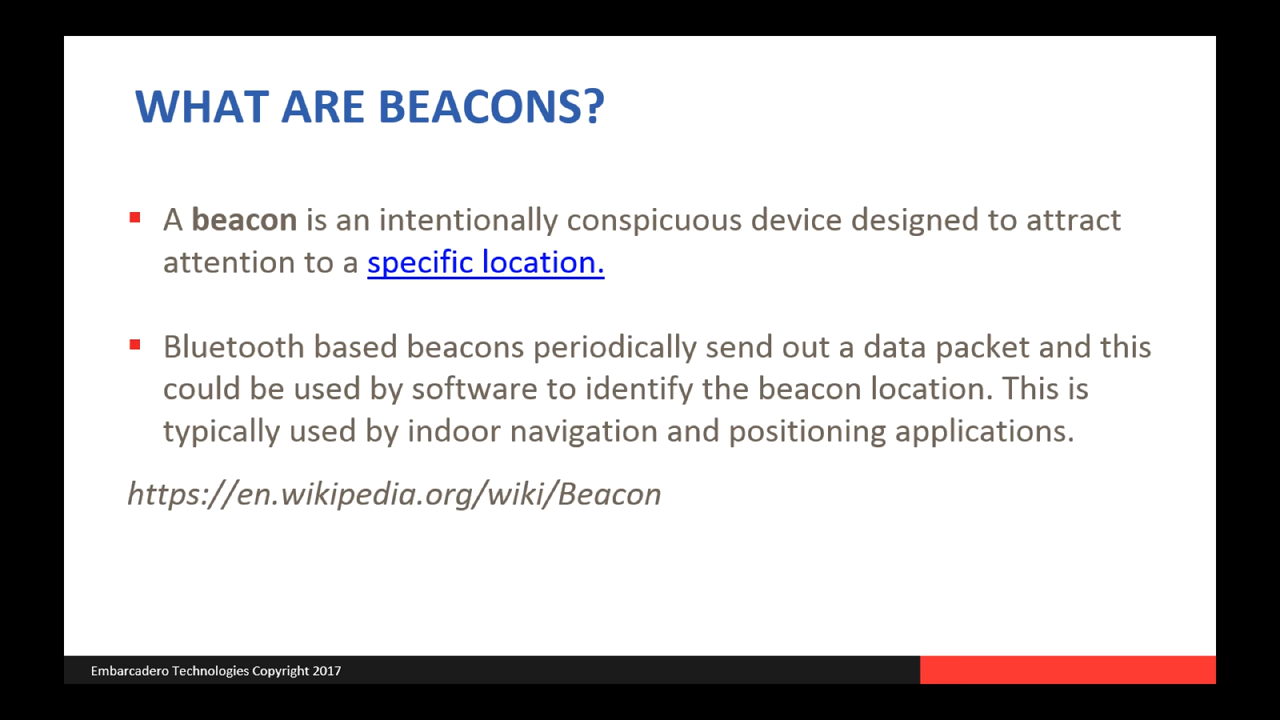 WHAT ARE BEACONS?
▪ A beacon is an intentionally conspicuous device designed to attract
attention to a specific location.
▪ Bluetooth based beacons periodically send out a data packet and this
could be used by software to identify the beacon location. This is
typically used by indoor navigation and positioning applications.
https://en.wikipedia.org/wiki/Beacon
Embarcadero Technologies Copyright 2017